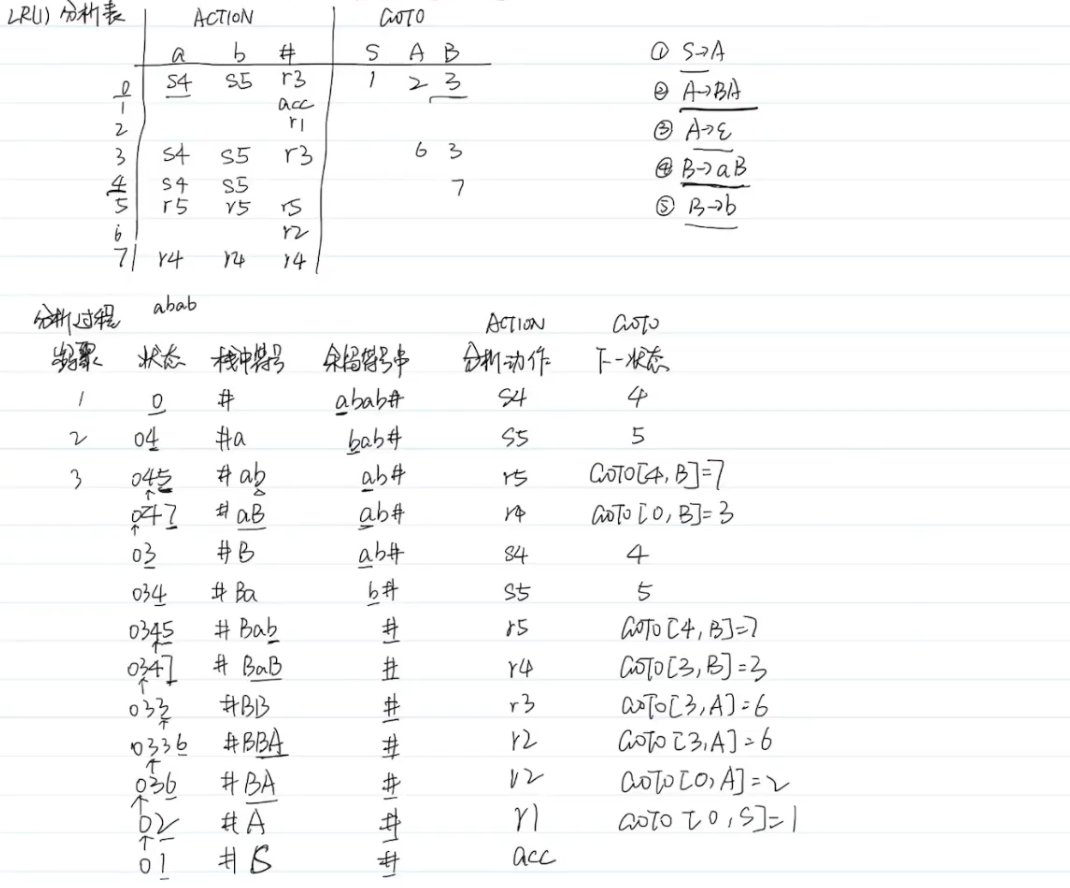 LR(1) 分析表 ACTION GOTO
a b # S A B ① S→A
0 s4 s5 r3 1 2 3 ② A→BA
1 acc
2 r1 ③ A→ε
3 s4 s5 r3 6 3
4 s4 s5 7 ④ B→aB
5 r5 r5 r5 ⑤ B→b
6 r2
7 r4 r4 r4
分析过程 abab ACTION GOTO
步骤 状态 栈中符号 余留符号串 分析动作 下一状态
1 0 # abab# S4 4
2 04 #a bab# S5 5
3 045 #ab ab# r5 GOTO[4,B]=7
047 #aB ab# r4 GOTO[0,B]=3
03 #B ab# S4 4
034 #Ba b# S5 5
0345 #Bab # r5 GOTO[4,B]=7
0347 #BaB # r4 GOTO[3,B]=3
033 #BB # r3 GOTO[3,A]=6
0336 #BBA # r2 GOTO[3,A]=6
036 #BA # r2 GOTO[0,A]=2
02 #A # r1 GOTO[0,S]=1
01 #S # acc